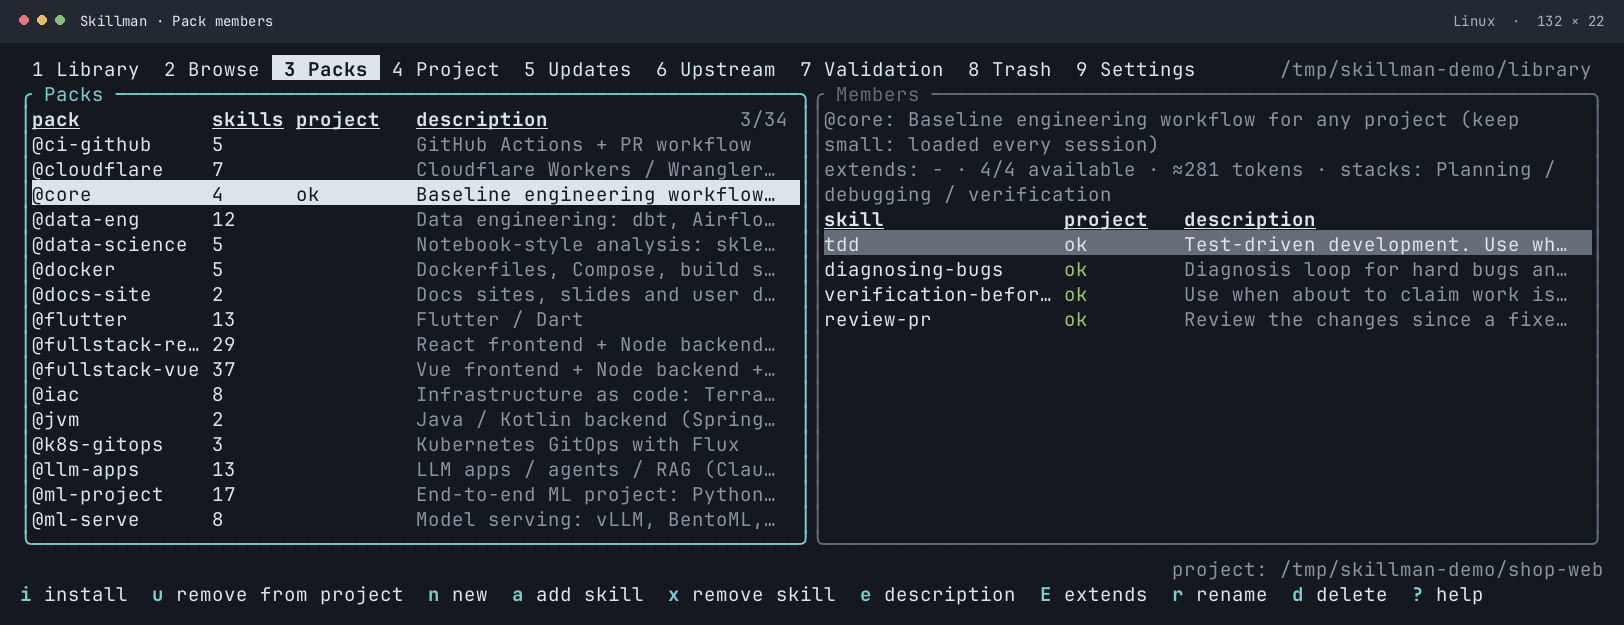 Skillman · Pack members
Linux · 132 × 22
1 Library 2 Browse 3 Packs 4 Project 5 Updates 6 Upstream 7 Validation 8 Trash 9 Settings /tmp/skillman-demo/library
Packs
pack skills project description 3/34
@ci-github 5 GitHub Actions + PR workflow
@cloudflare 7 Cloudflare Workers / Wrangler…
@core 4 ok Baseline engineering workflow…
@data-eng 12 Data engineering: dbt, Airflo…
@data-science 5 Notebook-style analysis: skle…
@docker 5 Dockerfiles, Compose, build s…
@docs-site 2 Docs sites, slides and user d…
@flutter 13 Flutter / Dart
@fullstack-re… 29 React frontend + Node backend…
@fullstack-vue 37 Vue frontend + Node backend +…
@iac 8 Infrastructure as code: Terra…
@jvm 2 Java / Kotlin backend (Spring…
@k8s-gitops 3 Kubernetes GitOps with Flux
@llm-apps 13 LLM apps / agents / RAG (Clau…
@ml-project 17 End-to-end ML project: Python…
@ml-serve 8 Model serving: vLLM, BentoML,…
Members
@core: Baseline engineering workflow for any project (keep
small: loaded every session)
extends: - · 4/4 available · ≈281 tokens · stacks: Planning /
debugging / verification
skill project description
tdd ok Test-driven development. Use wh…
diagnosing-bugs ok Diagnosis loop for hard bugs an…
verification-befor… ok Use when about to claim work is…
review-pr ok Review the changes since a fixe…
project: /tmp/skillman-demo/shop-web
i install u remove from project n new a add skill x remove skill e description E extends r rename d delete ? help